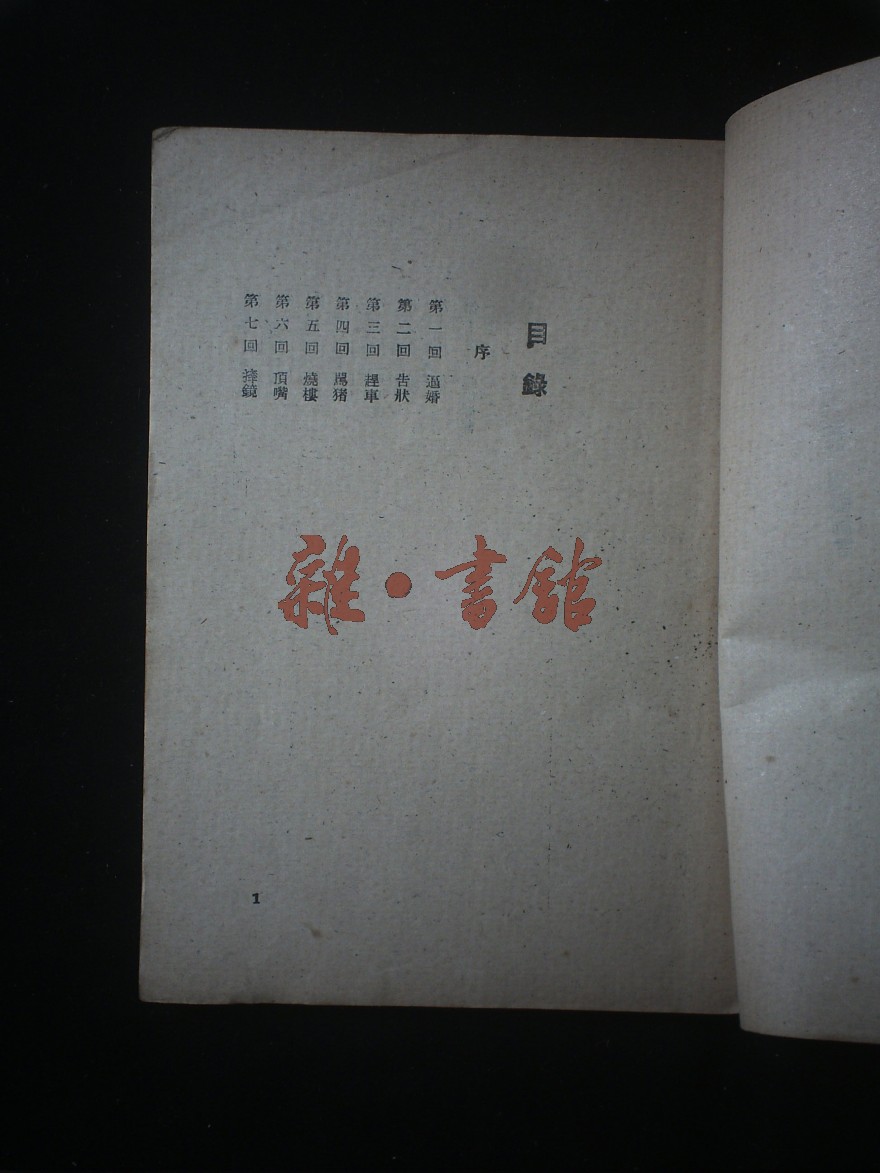 目錄
序
第一回 逼婚
第二回 告狀
第三回 趕車
第四回 罵猪
第五回 燒樓
第六回 頂嘴
第七回 摔鏡
雜·書館
1